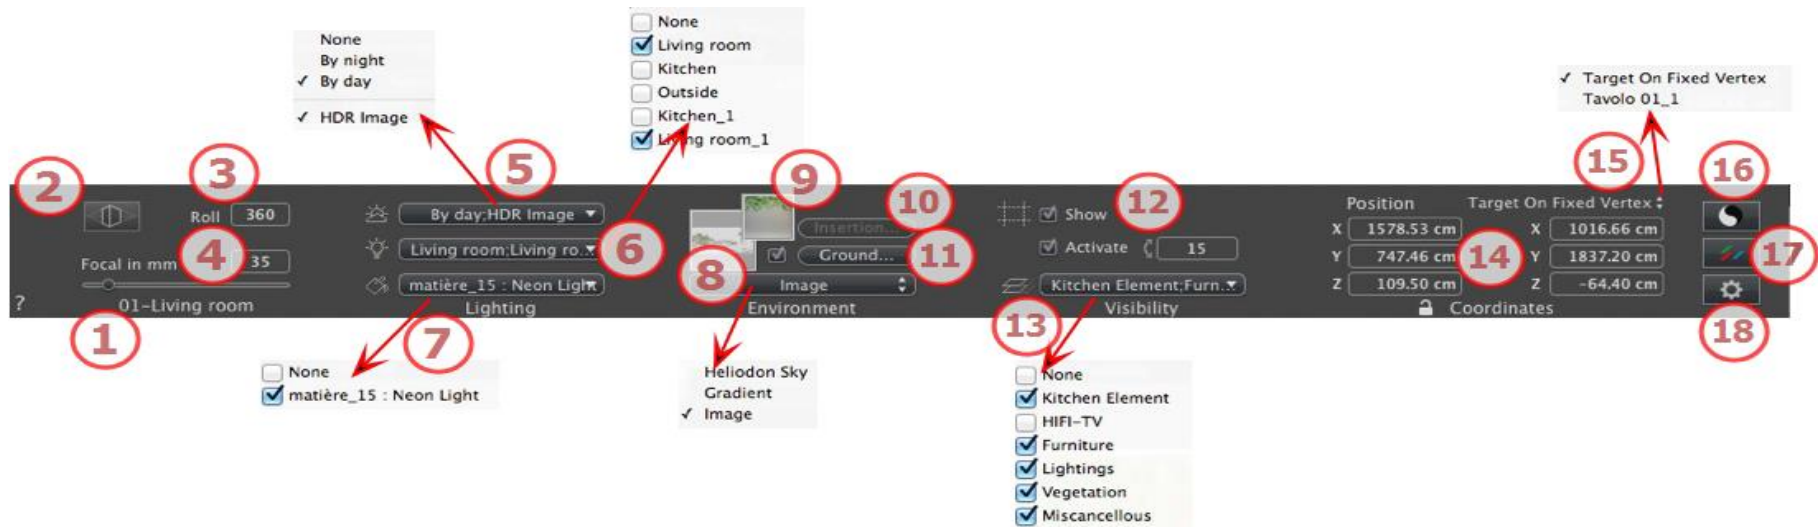 None
By night
By day
HDR Image
None
Living room
Kitchen
Outside
Kitchen_1
Living room_1
Target On Fixed Vertex
Tavolo 01_1
1
2
3
4
5
6
7
8
9
10
11
12
13
14
15
16
17
18
Roll 360
Focal in mm 35
?
01-Living room
By day;HDR Image
Living room;Living ro...
matière_15 : Neon Light
Lighting
Insertion...
Ground...
Image
Environment
Show
Activate 15
Kitchen Element;Furn...
Visibility
Position Target On Fixed Vertex
X 1578.53 cm X 1016.66 cm
Y 747.46 cm Y 1837.20 cm
Z 109.50 cm Z -64.40 cm
Coordinates
None
matière_15 : Neon Light
Heliodon Sky
Gradient
Image
None
Kitchen Element
HIFI-TV
Furniture
Lightings
Vegetation
Miscancellous